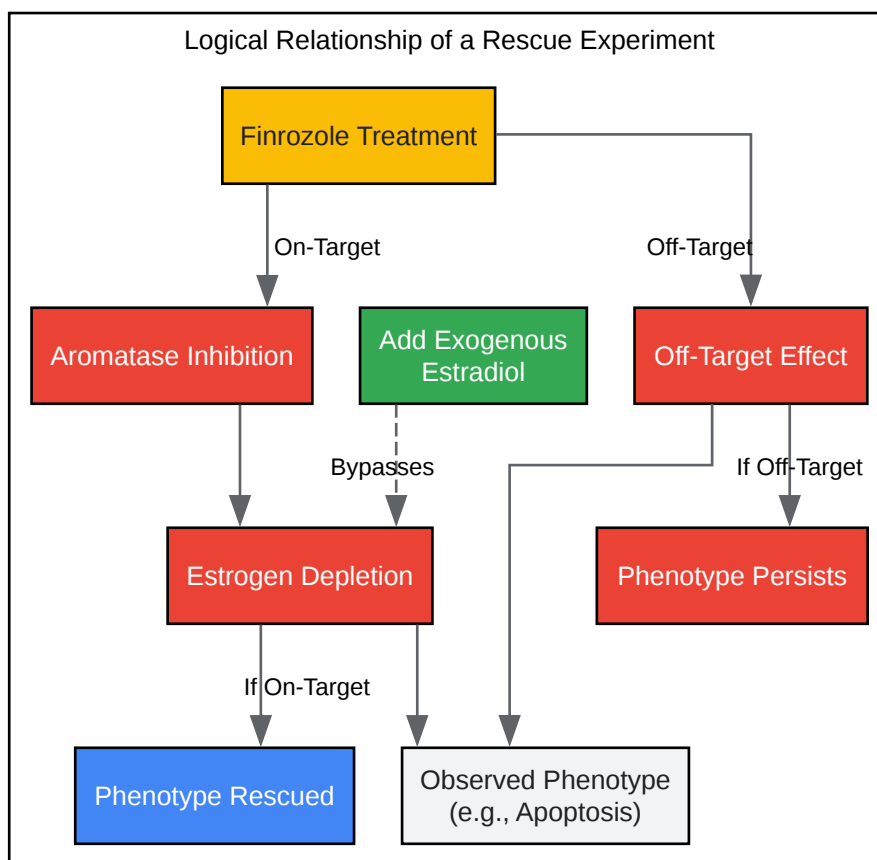 Logical Relationship of a Rescue Experiment
Finrozole Treatment
On-Target
Off-Target
Aromatase Inhibition
Add Exogenous
Estradiol
Off-Target Effect
Bypasses
If Off-Target
Estrogen Depletion
Phenotype Persists
If On-Target
Phenotype Rescued
Observed Phenotype
(e.g., Apoptosis)